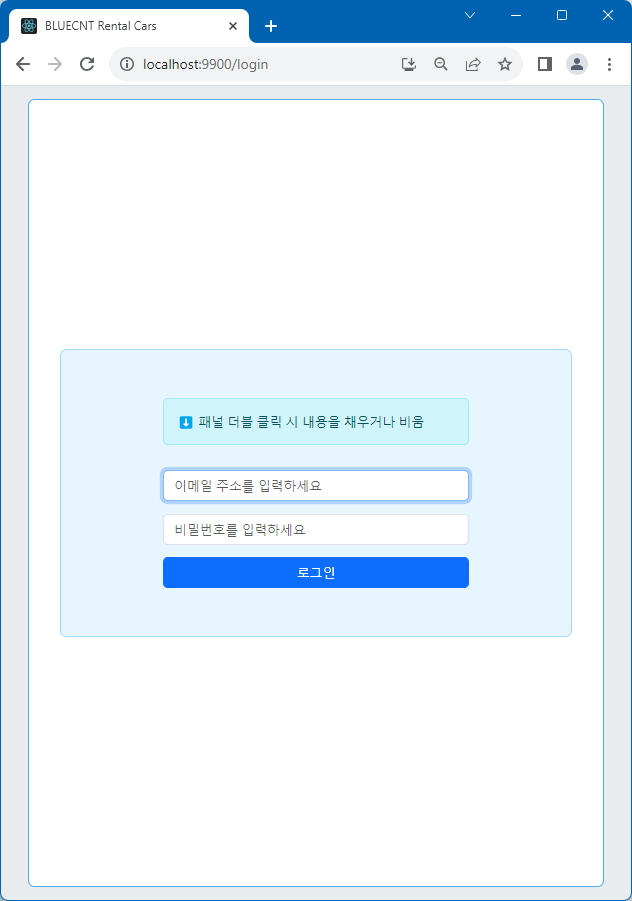 BLUECNT Rental Cars
localhost:9900/login
패널 더블 클릭 시 내용을 채우거나 비움
이메일 주소를 입력하세요
비밀번호를 입력하세요
로그인